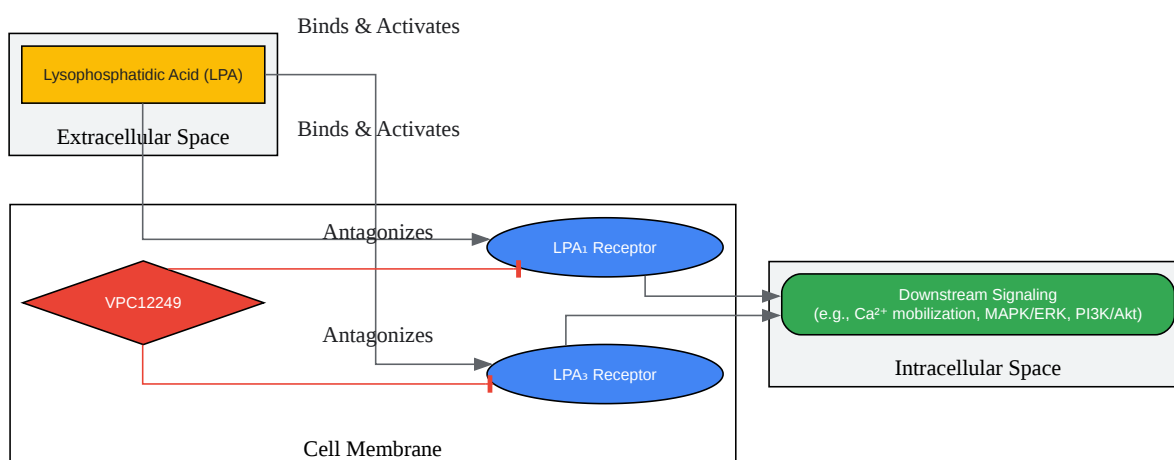 Binds & Activates
Lysophosphatidic Acid (LPA)
Extracellular Space
Binds & Activates
Antagonizes
LPA₁ Receptor
VPC12249
Downstream Signaling
(e.g., Ca²⁺ mobilization, MAPK/ERK, PI3K/Akt)
Antagonizes
LPA₃ Receptor
Intracellular Space
Cell Membrane